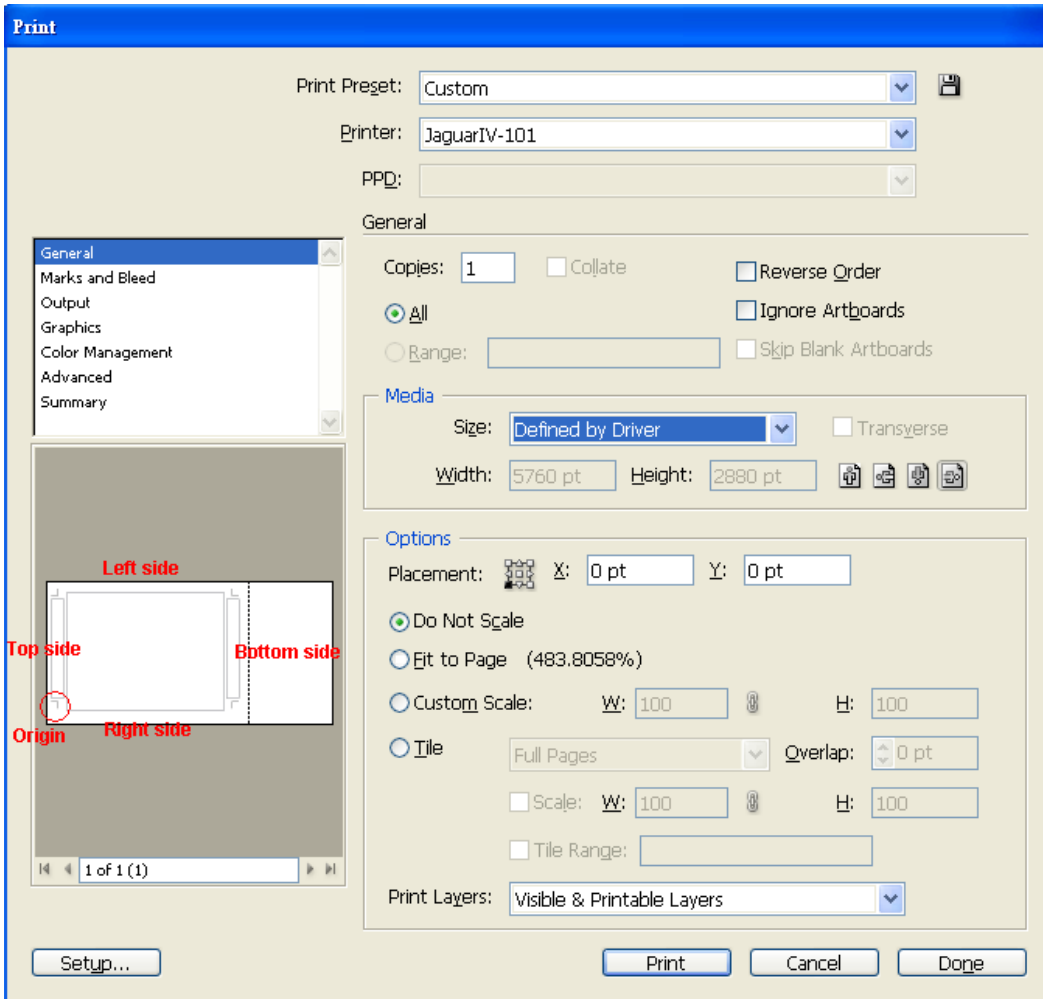 Print
Print Preset: Custom
Printer: JaguarIV-101
PPD:
General
Marks and Bleed
Output
Graphics
Color Management
Advanced
Summary
General
Copies: 1 Collate Reverse Order
All Ignore Artboards
Range: Skip Blank Artboards
Media
Size: Defined by Driver Transverse
Width: 5760 pt Height: 2880 pt
Left side
Top side
Bottom side
Origin
Right side
1 of 1 (1)
Options
Placement: X: 0 pt Y: 0 pt
Do Not Scale
Fit to Page (483.8058%)
Custom Scale: W: 100 H: 100
Tile Full Pages Overlap: 0 pt
Scale: W: 100 H: 100
Tile Range:
Print Layers: Visible & Printable Layers
Setup... Print Cancel Done